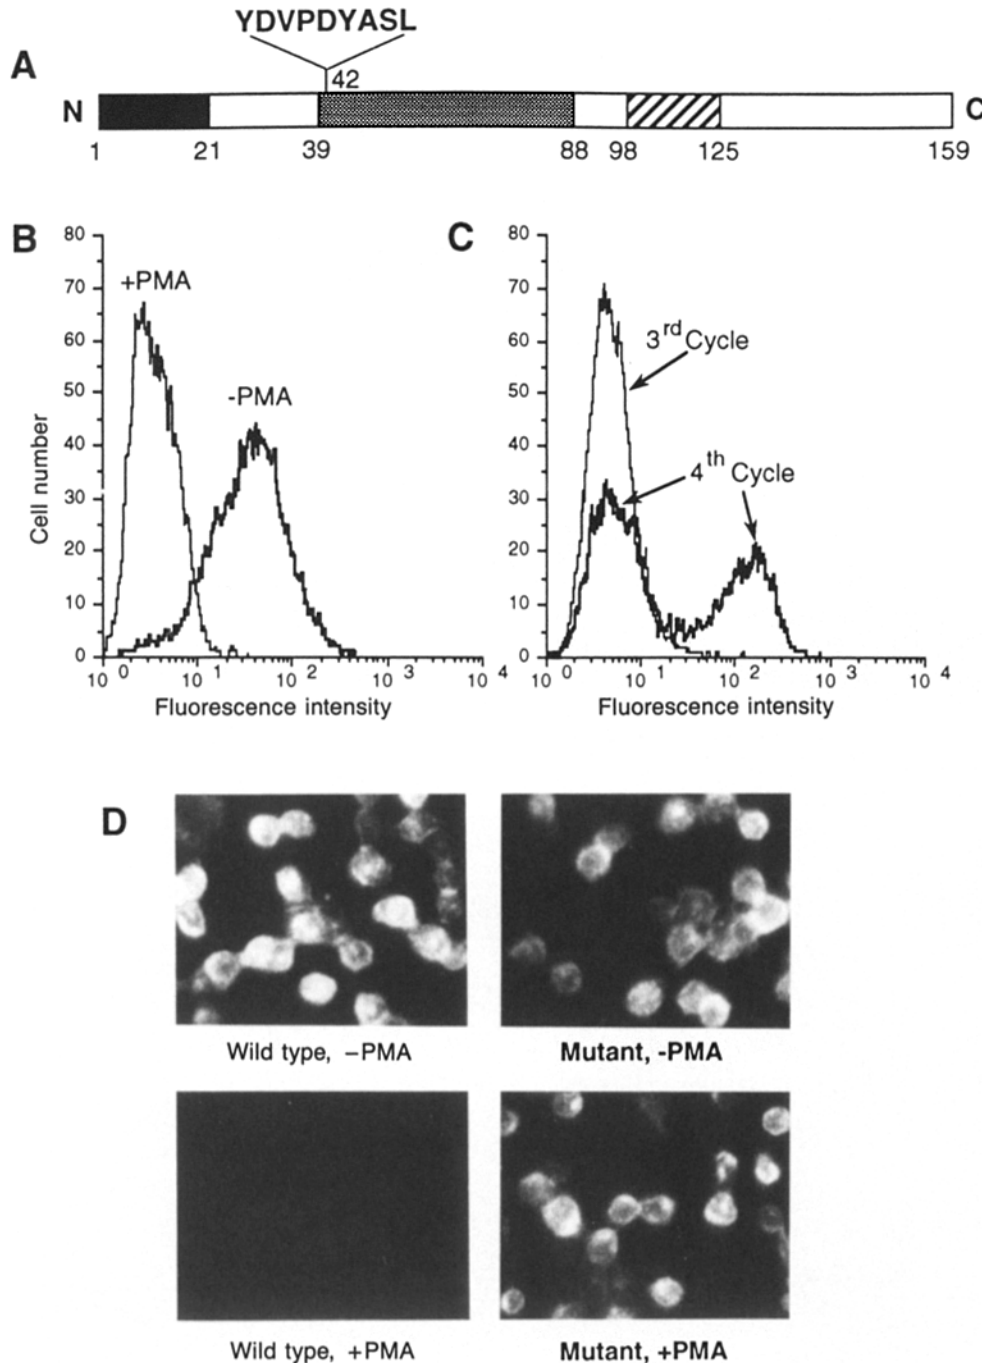 YDVPDYASL
A
42
N
C
1 21 39 88 98 125 159
B
80
70
60
50
40
30
20
10
0
Cell number
+PMA
-PMA
10 0 10 1 10 2 10 3 10 4
Fluorescence intensity
C
80
70
60
50
40
30
20
10
0
3rd Cycle
4th Cycle
10 0 10 1 10 2 10 3 10 4
Fluorescence intensity
D
Wild type, –PMA
Mutant, -PMA
Wild type, +PMA
Mutant, +PMA